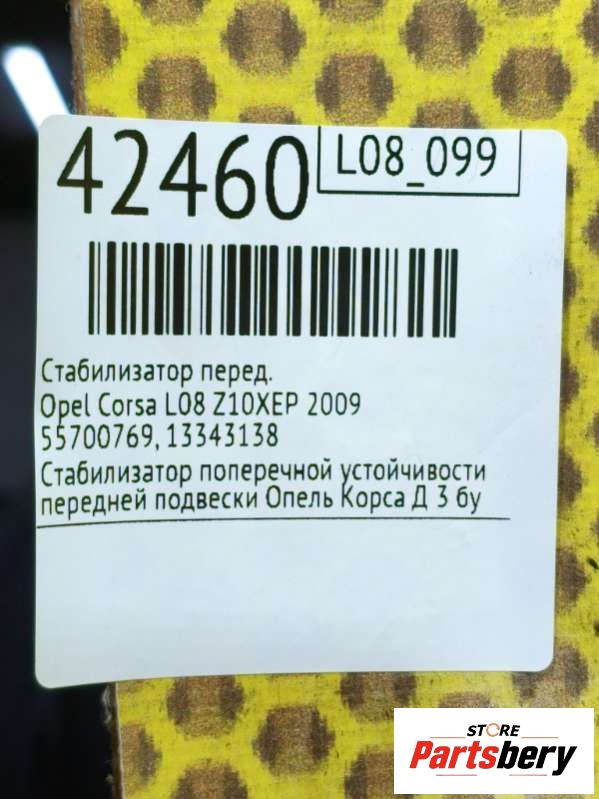 42460
L08_099
Стабилизатор перед.
Opel Corsa L08 Z10XEP 2009
55700769, 13343138
Стабилизатор поперечной устойчивости
передней подвески Опель Корса Д 3 бу
STORE
Partsbery